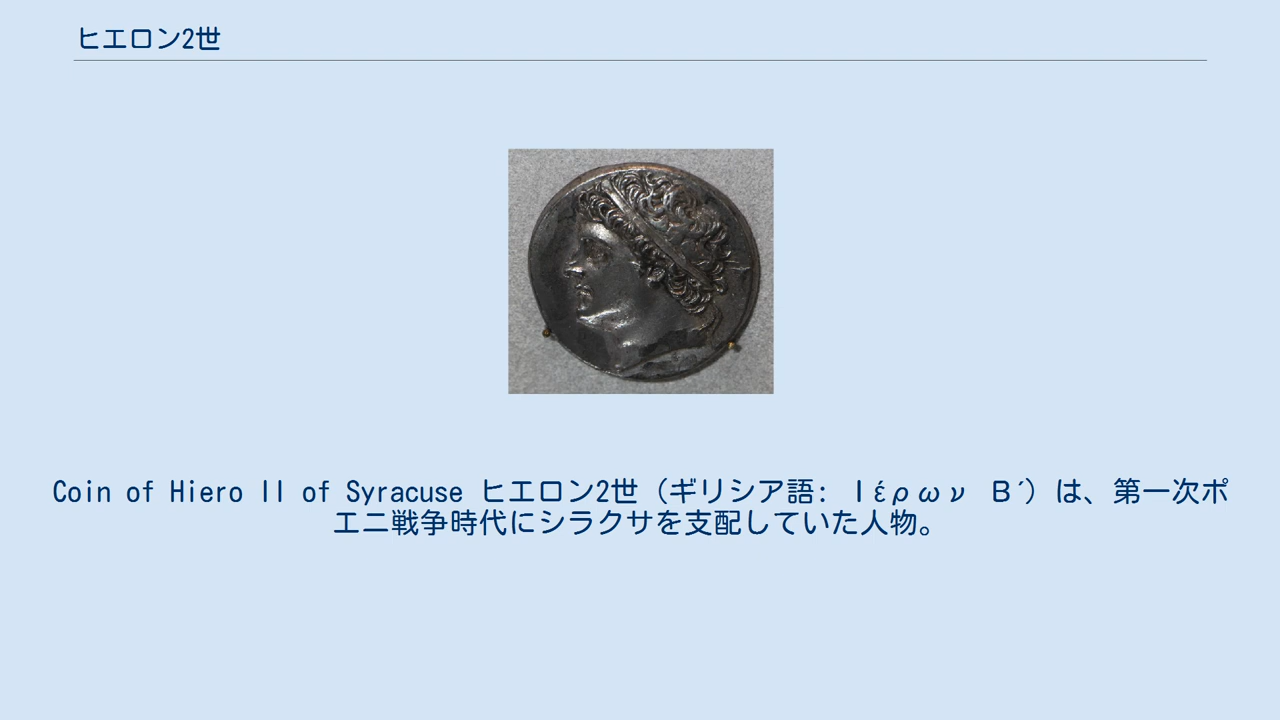 ヒエロン2世
Coin of Hiero II of Syracuse ヒエロン2世（ギリシア語: Ιέρων Β´）は、第一次ポ
エニ戦争時代にシラクサを支配していた人物。